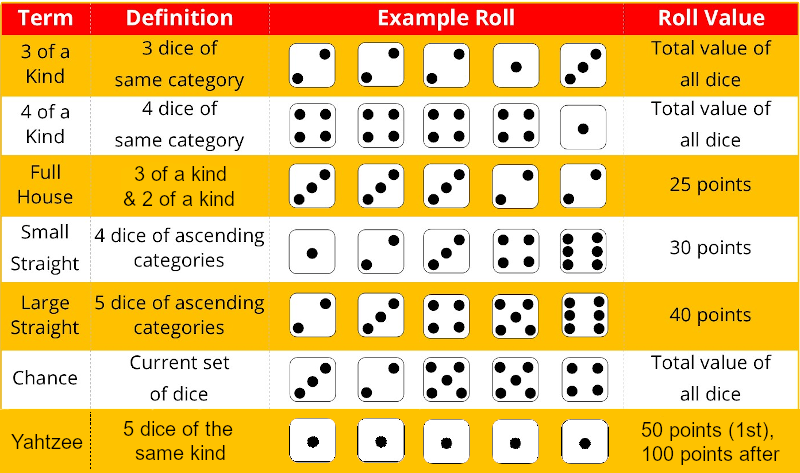 Term Definition Example Roll Roll Value
3 of a
Kind
3 dice of
same category
Total value of
all dice
4 of a
Kind
4 dice of
same category
Total value of
all dice
Full
House
3 of a kind
& 2 of a kind
25 points
Small
Straight
4 dice of ascending
categories
30 points
Large
Straight
5 dice of ascending
categories
40 points
Chance
Current set
of dice
Total value of
all dice
Yahtzee
5 dice of the
same kind
50 points (1st),
100 points after